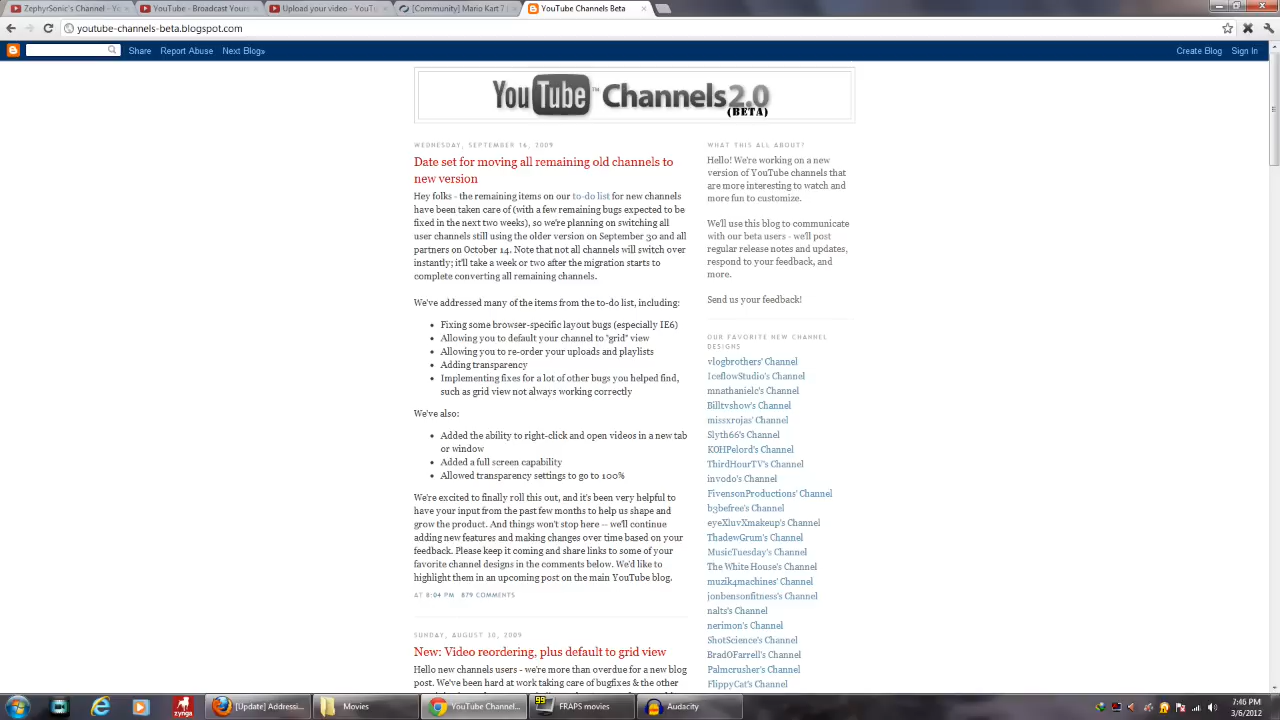 ZephyrSonic's Channel - Yo
YouTube - Broadcast Yours
Upload your video - YouTu
[Community] Mario Kart 7 |
YouTube Channels Beta
youtube-channels-beta.blogspot.com
Share Report Abuse Next Blog»
Create Blog Sign In
YouTube™ Channels 2.0
(BETA)
WEDNESDAY, SEPTEMBER 16, 2009
Date set for moving all remaining old channels to
new version
Hey folks - the remaining items on our to-do list for new channels
have been taken care of (with a few remaining bugs expected to be
fixed in the next two weeks), so we're planning on switching all
user channels still using the older version on September 30 and all
partners on October 14. Note that not all channels will switch over
instantly; it'll take a week or two after the migration starts to
complete converting all remaining channels.
We've addressed many of the items from the to-do list, including:
Fixing some browser-specific layout bugs (especially IE6)
Allowing you to default your channel to "grid" view
Allowing you to re-order your uploads and playlists
Adding transparency
Implementing fixes for a lot of other bugs you helped find,
such as grid view not always working correctly
We've also:
Added the ability to right-click and open videos in a new tab
or window
Added a full screen capability
Allowed transparency settings to go to 100%
We're excited to finally roll this out, and it's been very helpful to
have your input from the past few months to help us shape and
grow the product. And things won't stop here -- we'll continue
adding new features and making changes over time based on your
feedback. Please keep it coming and share links to some of your
favorite channel designs in the comments below. We'd like to
highlight them in an upcoming post on the main YouTube blog.
AT 8:04 PM 879 COMMENTS
SUNDAY, AUGUST 30, 2009
New: Video reordering, plus default to grid view
Hello new channels users - we're more than overdue for a new blog
post. We've been hard at work taking care of bugfixes & the other
WHAT THIS ALL ABOUT?
Hello! We're working on a new
version of YouTube channels that
are more interesting to watch and
more fun to customize.
We'll use this blog to communicate
with our beta users - we'll post
regular release notes and updates,
respond to your feedback, and
more.
Send us your feedback!
OUR FAVORITE NEW CHANNEL
DESIGNS
vlogbrothers' Channel
IceflowStudio's Channel
mnathanielc's Channel
Billtvshow's Channel
missxrojas' Channel
Slyth66's Channel
KOHPelord's Channel
ThirdHourTV's Channel
invodo's Channel
FivensonProductions' Channel
b3befree's Channel
eyeXluvXmakeup's Channel
ThadewGrum's Channel
MusicTuesday's Channel
The White House's Channel
muzik4machines' Channel
jonbensonfitness's Channel
nalts's Channel
nerimon's Channel
ShotScience's Channel
BradOFarrell's Channel
Palmcrusher's Channel
FlippyCat's Channel
zynga
[Update] Addressi...
Movies
YouTube Channel...
99
FRAPS movies
Audacity
7:46 PM
3/6/2012